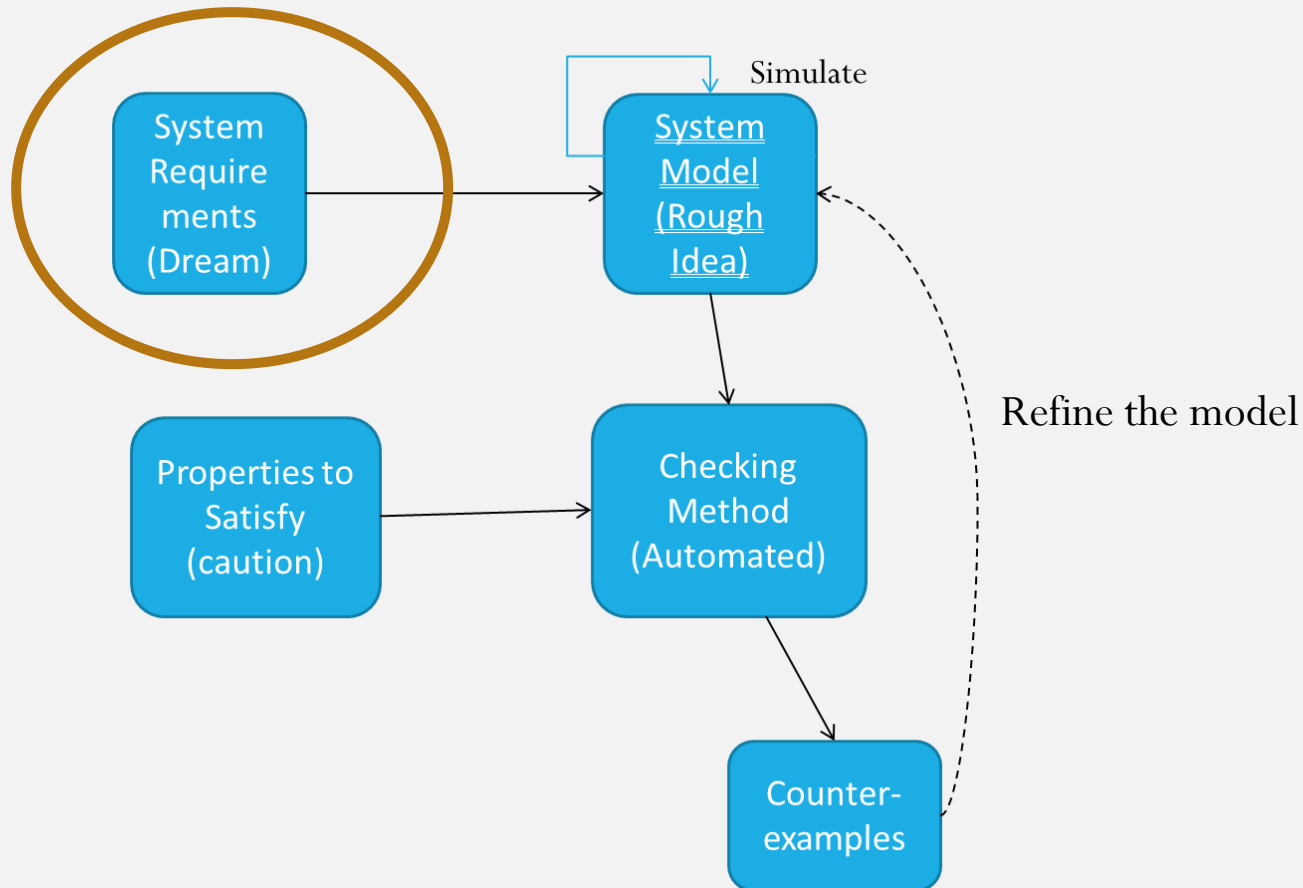 System
Require
ments
(Dream)
Simulate
System
Model
(Rough
Idea)
Refine the model
Properties to
Satisfy
(caution)
Checking
Method
(Automated)
Counter-
examples